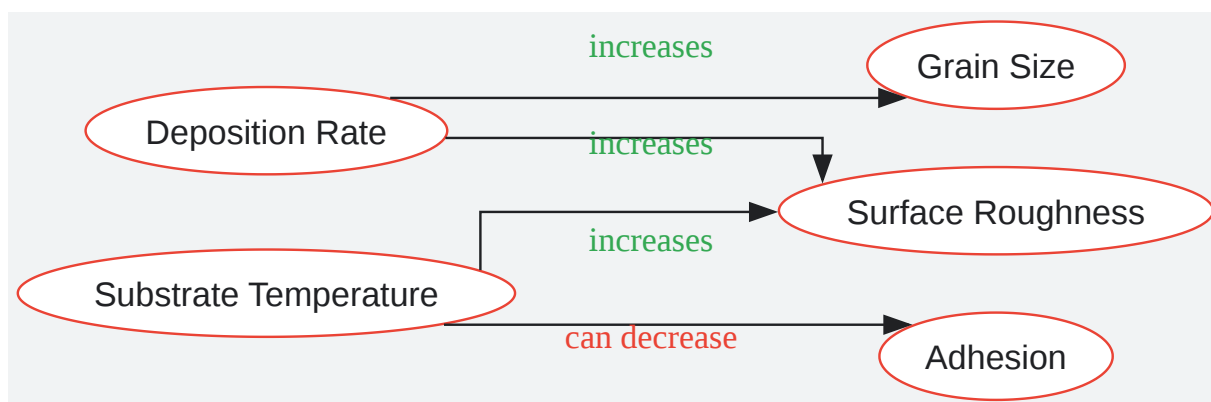 increases
Grain Size
Deposition Rate
increases
Surface Roughness
increases
Substrate Temperature
can decrease
Adhesion